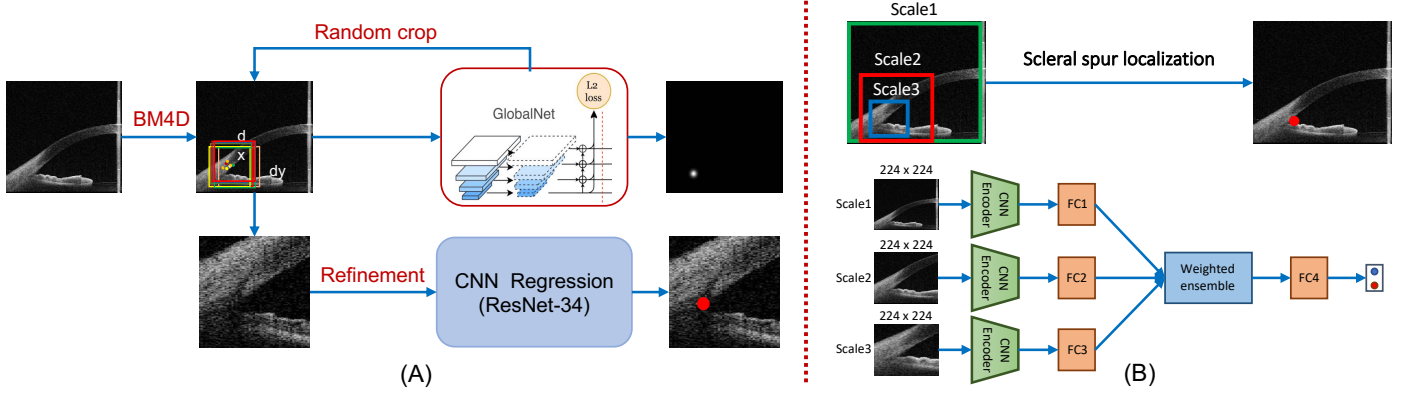 Random crop
BM4D
d
x
dy
GlobalNet
L2
loss
Refinement
CNN Regression
(ResNet-34)
(A)
Scale1
Scale2
Scale3
Scleral spur localization
224 x 224
Scale1
CNN
Encoder
FC1
224 x 224
Scale2
CNN
Encoder
FC2
Weighted
ensemble
FC4
224 x 224
Scale3
CNN
Encoder
FC3
(B)